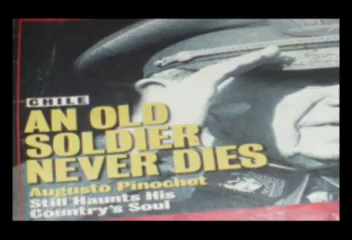 CHILE
AN OLD
SOLDIER
NEVER DIES
Augusto Pinochet
Still Haunts His
Country's Soul